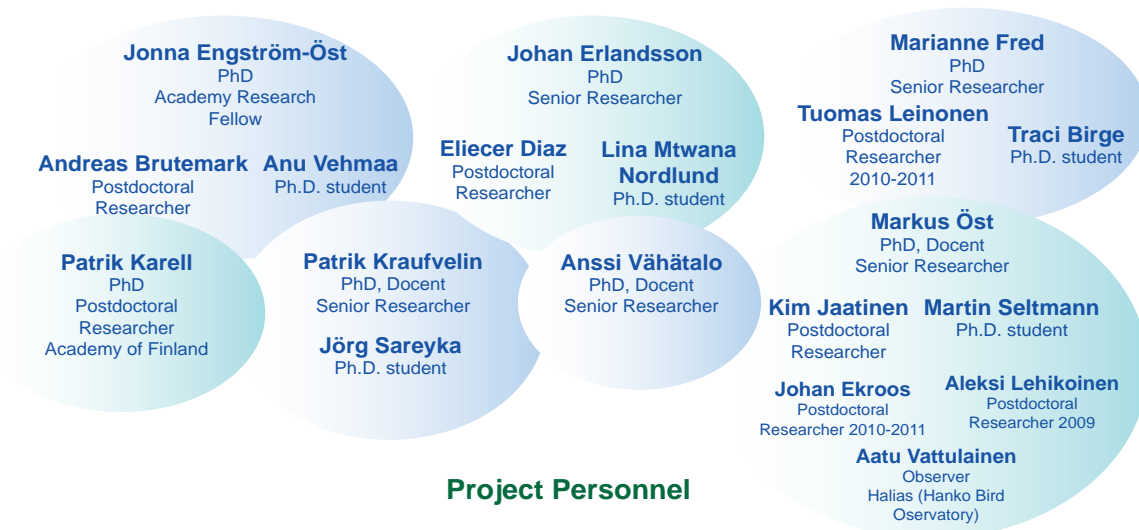 Jonna Engström-Öst
PhD
Academy Research
Fellow
Andreas Brutemark
Postdoctoral
Researcher
Anu Vehmaa
Ph.D. student
Johan Erlandsson
PhD
Senior Researcher
Eliecer Diaz
Postdoctoral
Researcher
Lina Mtwana
Nordlund
Ph.D. student
Marianne Fred
PhD
Senior Researcher
Tuomas Leinonen
Postdoctoral
Researcher
2010-2011
Traci Birge
Ph.D. student
Patrik Karell
PhD
Postdoctoral
Researcher
Academy of Finland
Patrik Kraufvelin
PhD, Docent
Senior Researcher
Jörg Sareyka
Ph.D. student
Anssi Vähätalo
PhD, Docent
Senior Researcher
Markus Öst
PhD, Docent
Senior Researcher
Kim Jaatinen
Postdoctoral
Researcher
Martin Seltmann
Ph.D. student
Johan Ekroos
Postdoctoral
Researcher 2010-2011
Aleksi Lehikoinen
Postdoctoral
Researcher 2009
Aatu Vattulainen
Observer
Halias (Hanko Bird
Oservatory)
Project Personnel